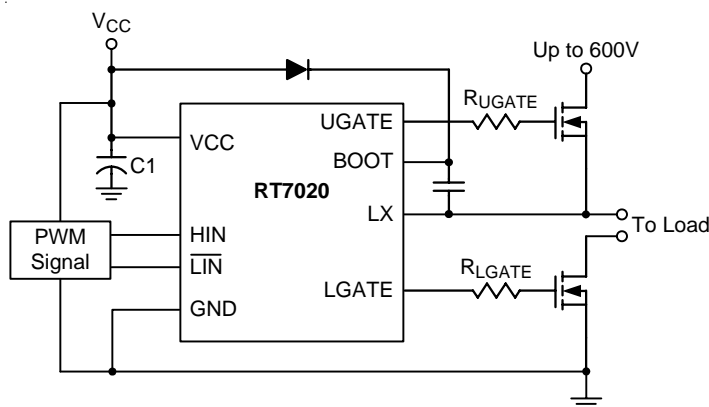 VCC
Up to 600V
RUGATE
UGATE
VCC
BOOT
C1
RT7020
LX
To Load
PWM
Signal
HIN
LIN
RLGATE
LGATE
GND